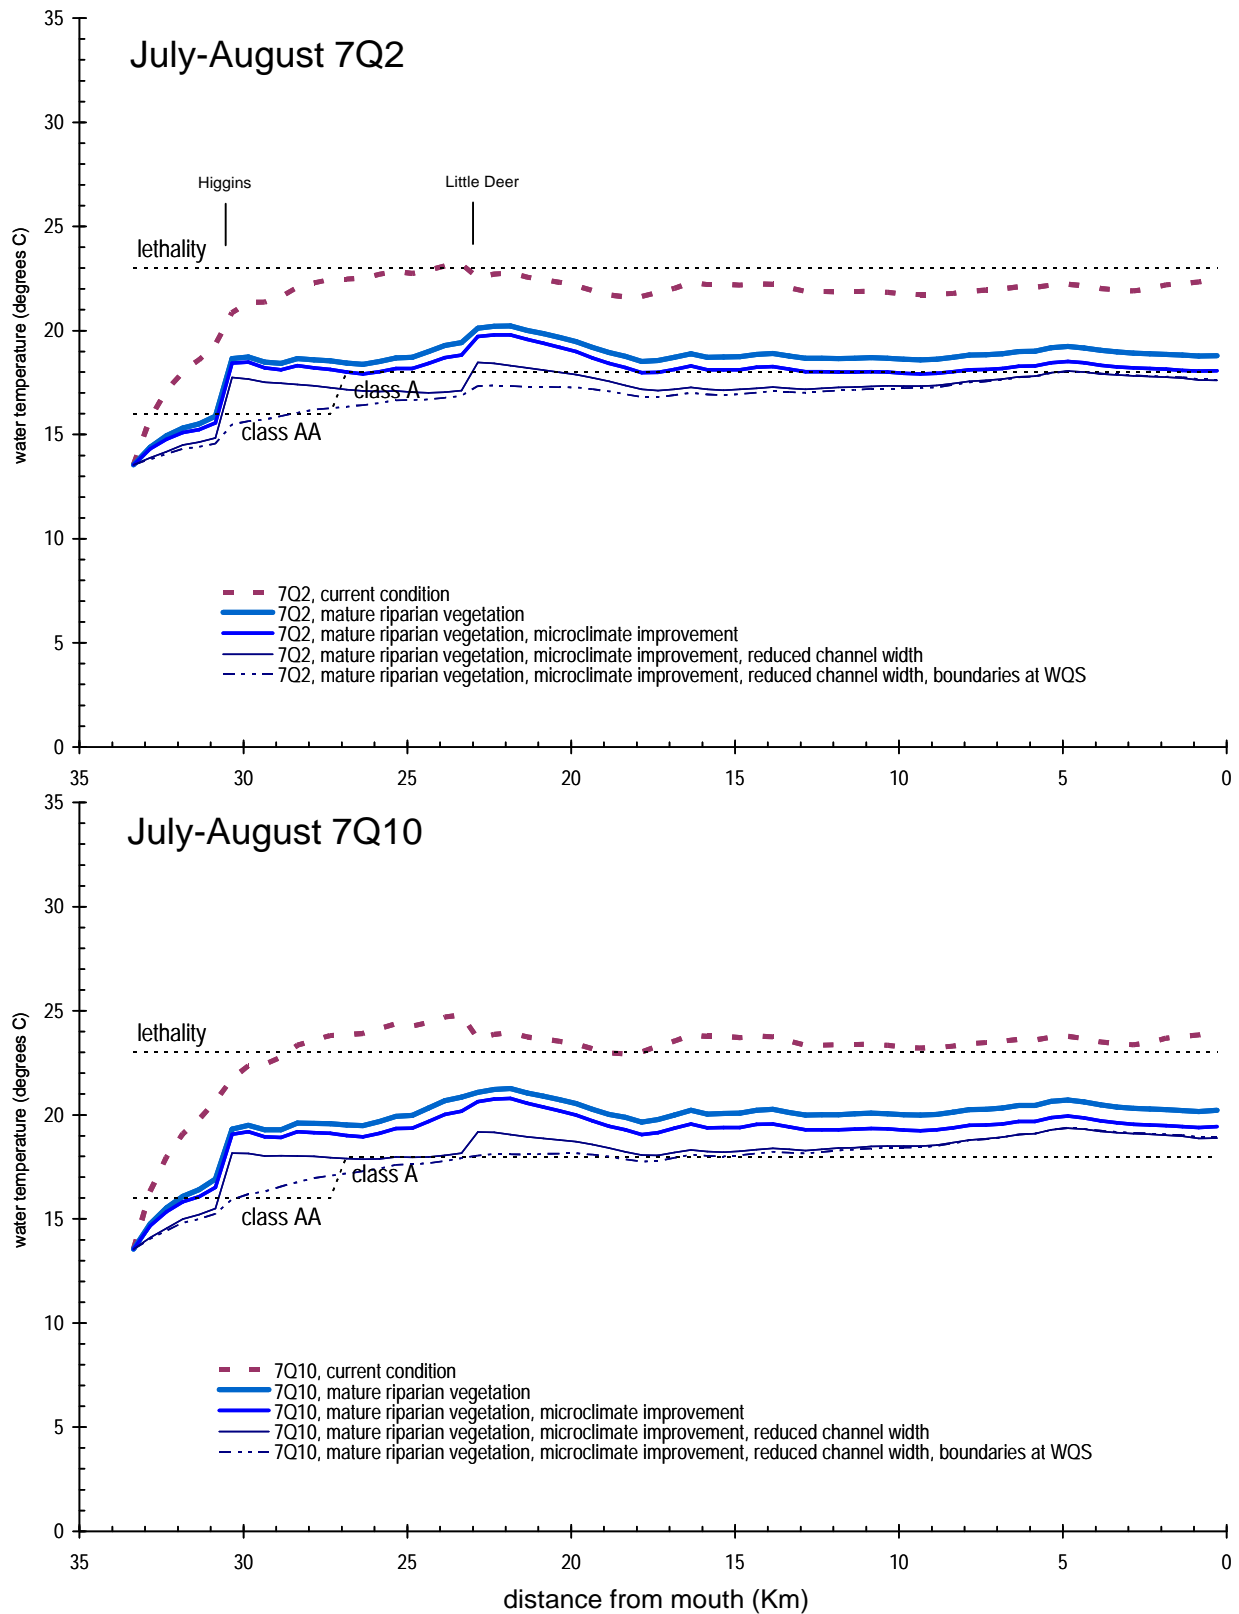 35
July-August 7Q2
30
Higgins
Little Deer
25
lethality
water temperature (degrees C)
20
class A
15
class AA
10
7Q2, current condition
7Q2, mature riparian vegetation
7Q2, mature riparian vegetation, microclimate improvement
5
7Q2, mature riparian vegetation, microclimate improvement, reduced channel width
7Q2, mature riparian vegetation, microclimate improvement, reduced channel width, boundaries at WQS
0
35 30 25 20 15 10 5 0
35
July-August 7Q10
30
25
lethality
water temperature (degrees C)
20
class A
15
class AA
10
7Q10, current condition
7Q10, mature riparian vegetation
7Q10, mature riparian vegetation, microclimate improvement
5
7Q10, mature riparian vegetation, microclimate improvement, reduced channel width
7Q10, mature riparian vegetation, microclimate improvement, reduced channel width, boundaries at WQS
0
35 30 25 20 15 10 5 0
distance from mouth (Km)